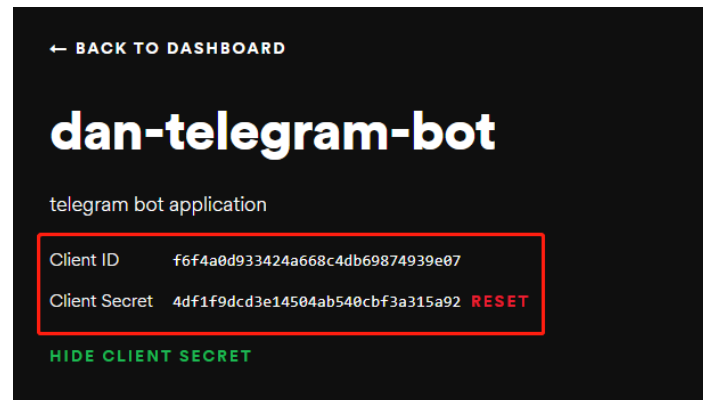 ← BACK TO DASHBOARD
dan-telegram-bot
telegram bot application
Client ID f6f4a0d933424a668c4db69874939e07
Client Secret 4df1f9dcd3e14504ab540cbf3a315a92 RESET
HIDE CLIENT SECRET